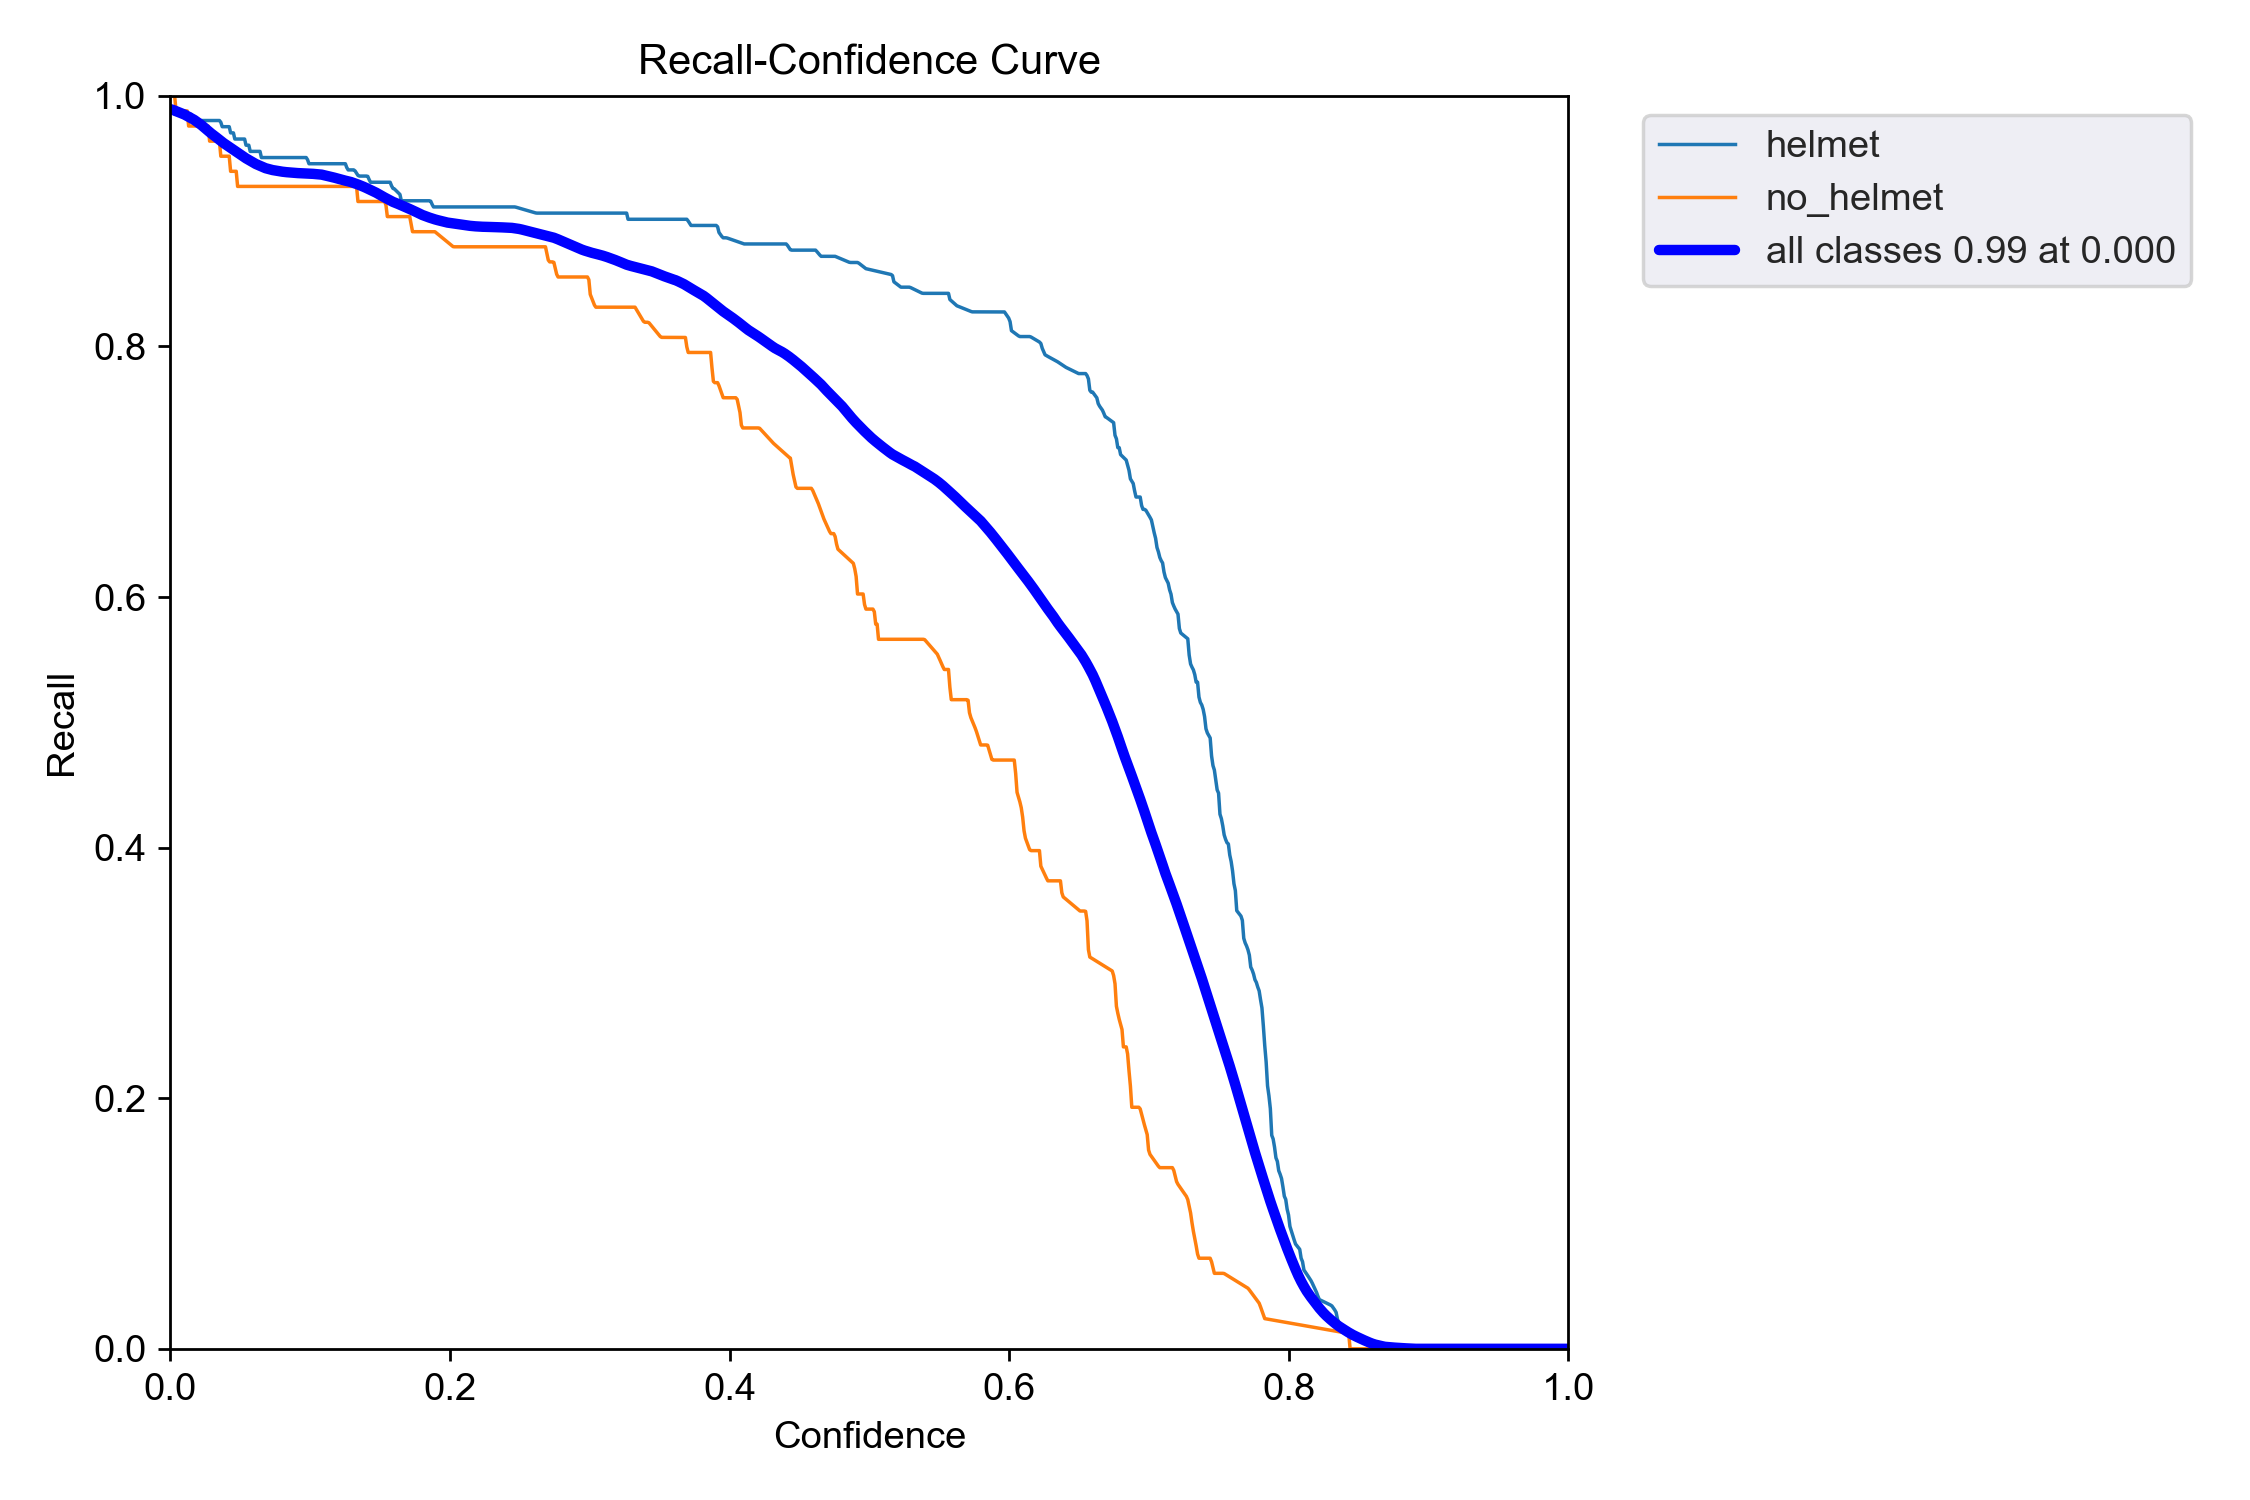 Recall-Confidence Curve
helmet
no_helmet
all classes 0.99 at 0.000
Recall
1.0
0.8
0.6
0.4
0.2
0.0
0.0 0.2 0.4 0.6 0.8 1.0
Confidence